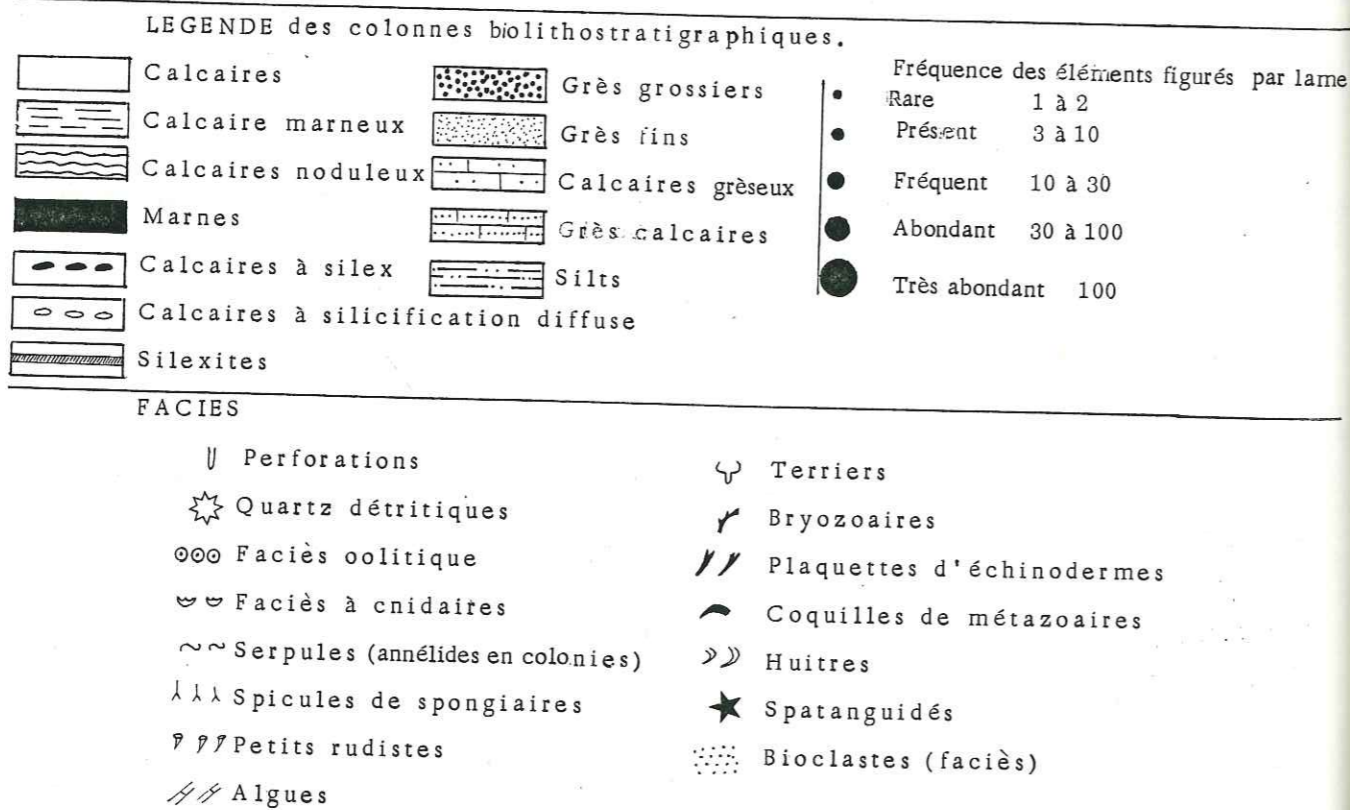 LEGENDE des colonnes biolithostratigraphiques.
Calcaires
Calcaire marneux
Calcaires noduleux
Marnes
Calcaires à silex
Calcaires à silicification diffuse
Silexites
Grès grossiers
Grès fins
Calcaires grèseux
Grès calcaires
Silts
Fréquence des éléments figurés par lame
Rare 1 à 2
Présent 3 à 10
Fréquent 10 à 30
Abondant 30 à 100
Très abondant 100
FACIES
Perforations
Quartz détritiques
Faciès oolitique
Faciès à cnidaires
Serpules (annélides en colonies)
Spicules de spongiaires
Petits rudistes
Algues
Terriers
Bryozoaires
Plaquettes d'échinodermes
Coquilles de métazoaires
Huitres
Spatanguidés
Bioclastes (faciès)